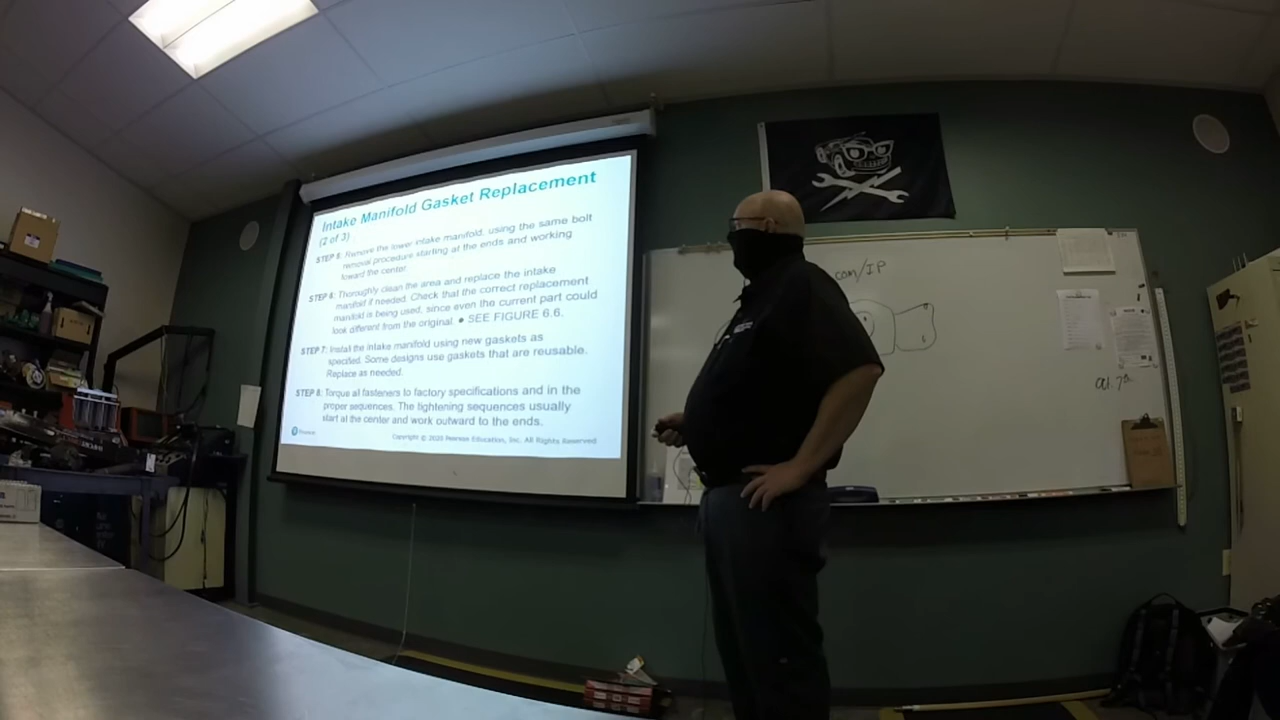 Intake Manifold Gasket Replacement
(2 of 3)
STEP 5: Remove the lower intake manifold, using the same bolt
removal procedure starting at the ends and working
toward the center.
STEP 6: Thoroughly clean the area and replace the intake
manifold if needed. Check that the correct replacement
manifold is being used, since even the current part could
look different from the original. • SEE FIGURE 6.6.
STEP 7: Install the intake manifold using new gaskets as
specified. Some designs use gaskets that are reusable.
Replace as needed.
STEP 8: Torque all fasteners to factory specifications and in the
proper sequences. The tightening sequences usually
start at the center and work outward to the ends.
Pearson
Copyright © 2020 Pearson Education, Inc. All Rights Reserved
com/IP